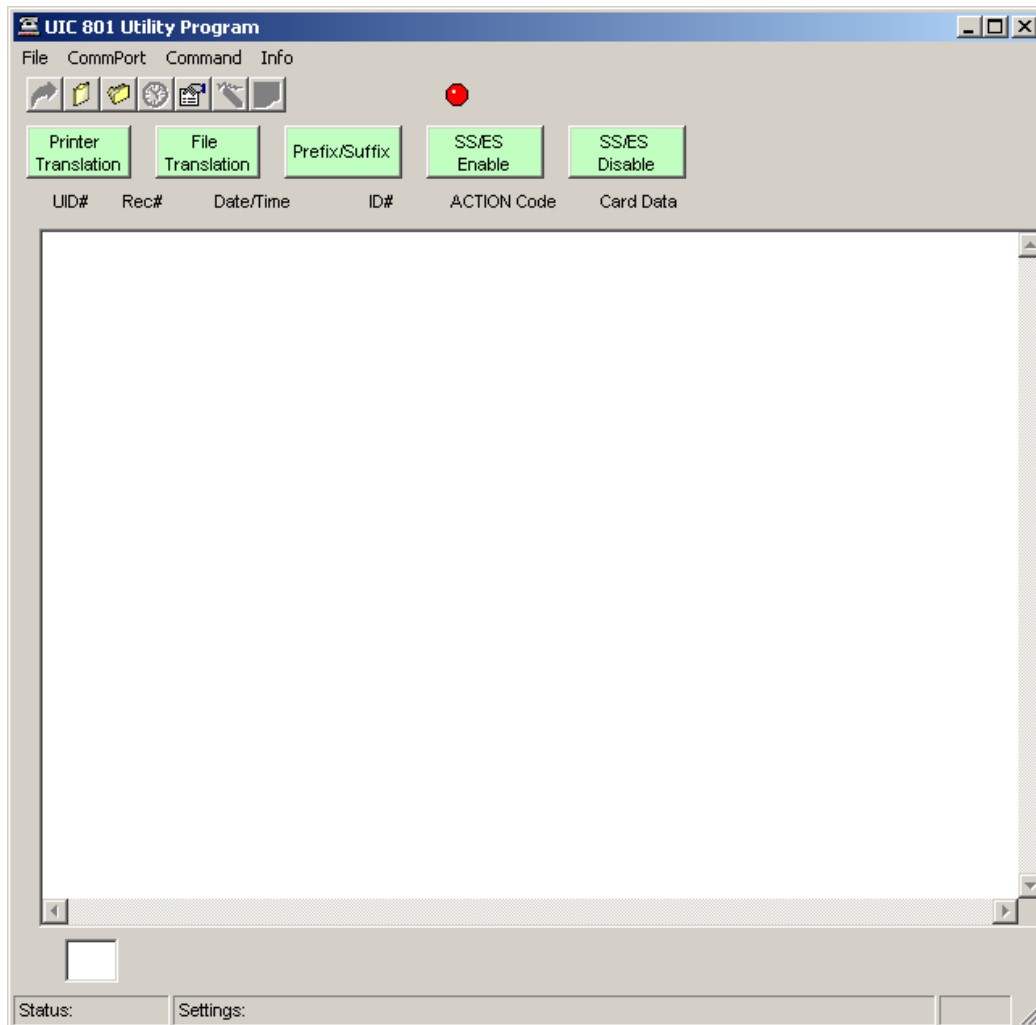 UIC 801 Utility Program
File CommPort Command Info
Printer Translation
File Translation
Prefix/Suffix
SS/ES Enable
SS/ES Disable
UID# Rec# Date/Time ID# ACTION Code Card Data
Status: Settings: